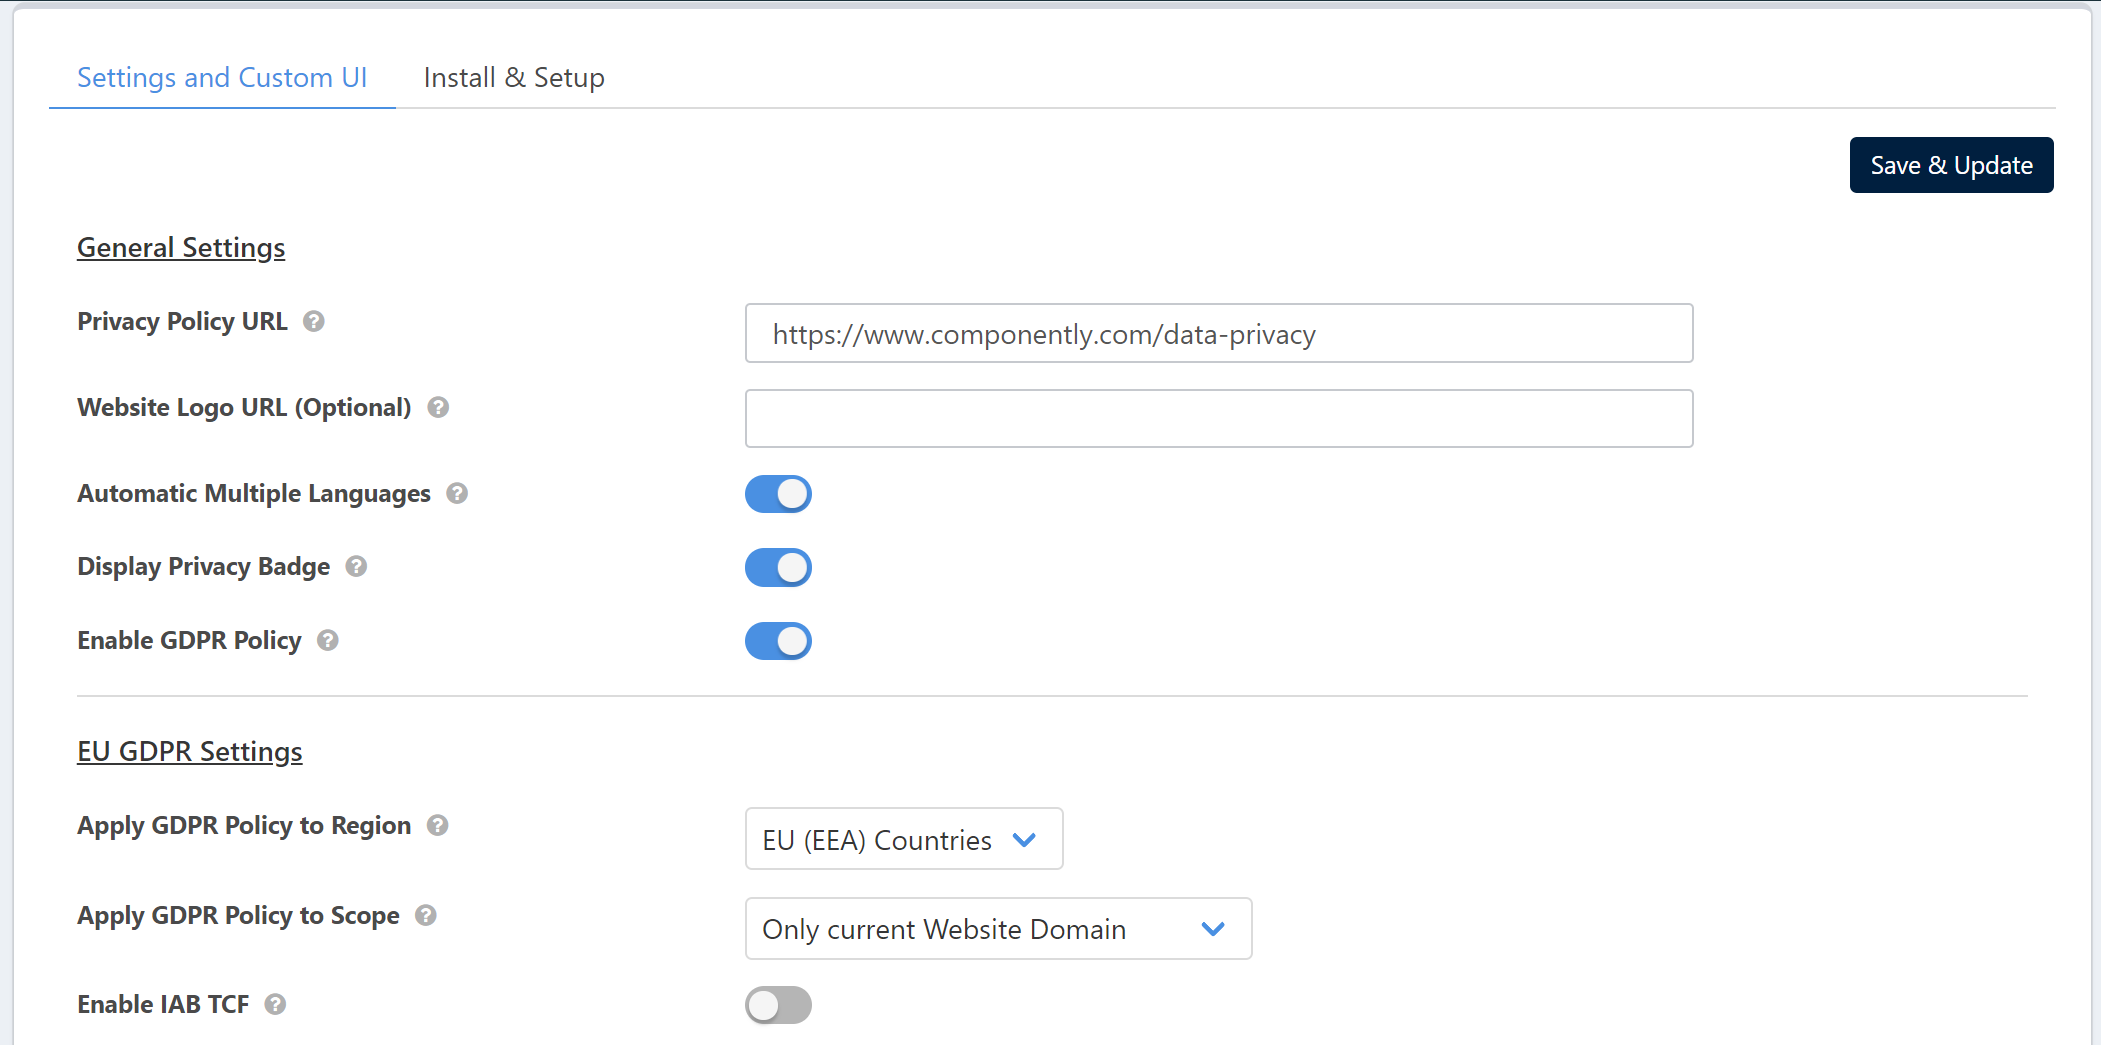 Settings and Custom UI
Install & Setup
Save & Update
General Settings
Privacy Policy URL ?
https://www.componently.com/data-privacy
Website Logo URL (Optional) ?
Automatic Multiple Languages ?
Display Privacy Badge ?
Enable GDPR Policy ?
EU GDPR Settings
Apply GDPR Policy to Region ?
EU (EEA) Countries
Apply GDPR Policy to Scope ?
Only current Website Domain
Enable IAB TCF ?